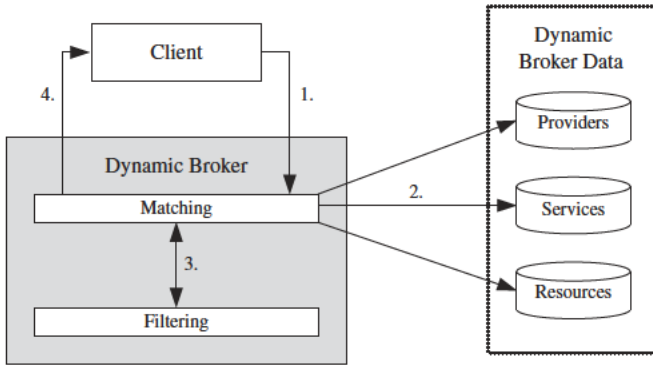 Client
4.
1.
Dynamic Broker
Matching
3.
Filtering
2.
Dynamic
Broker Data
Providers
Services
Resources